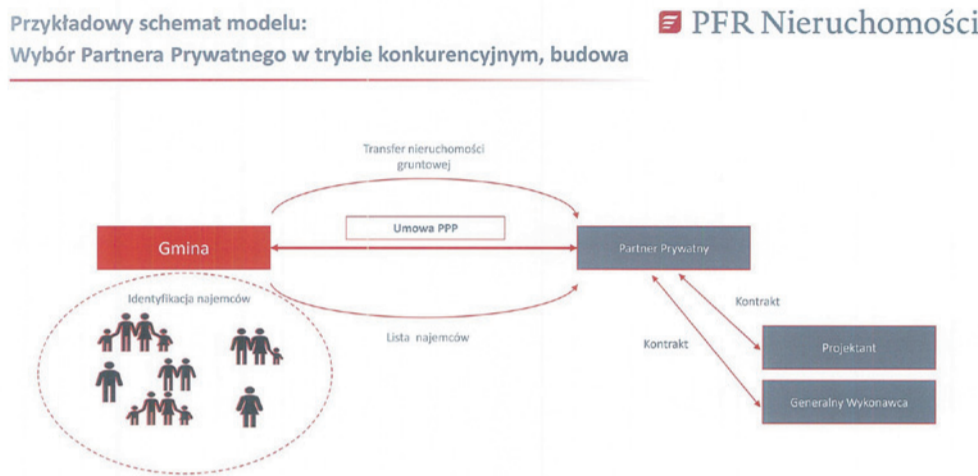 Przykładowy schemat modelu:
Wybór Partnera Prywatnego w trybie konkurencyjnym, budowa
PFR Nieruchomości
Transfer nieruchomości
gruntowej
Umowa PPP
Gmina
Partner Prywatny
Identyfikacja najemców
Lista najemców
Kontrakt
Kontrakt
Projektant
Generalny Wykonawca